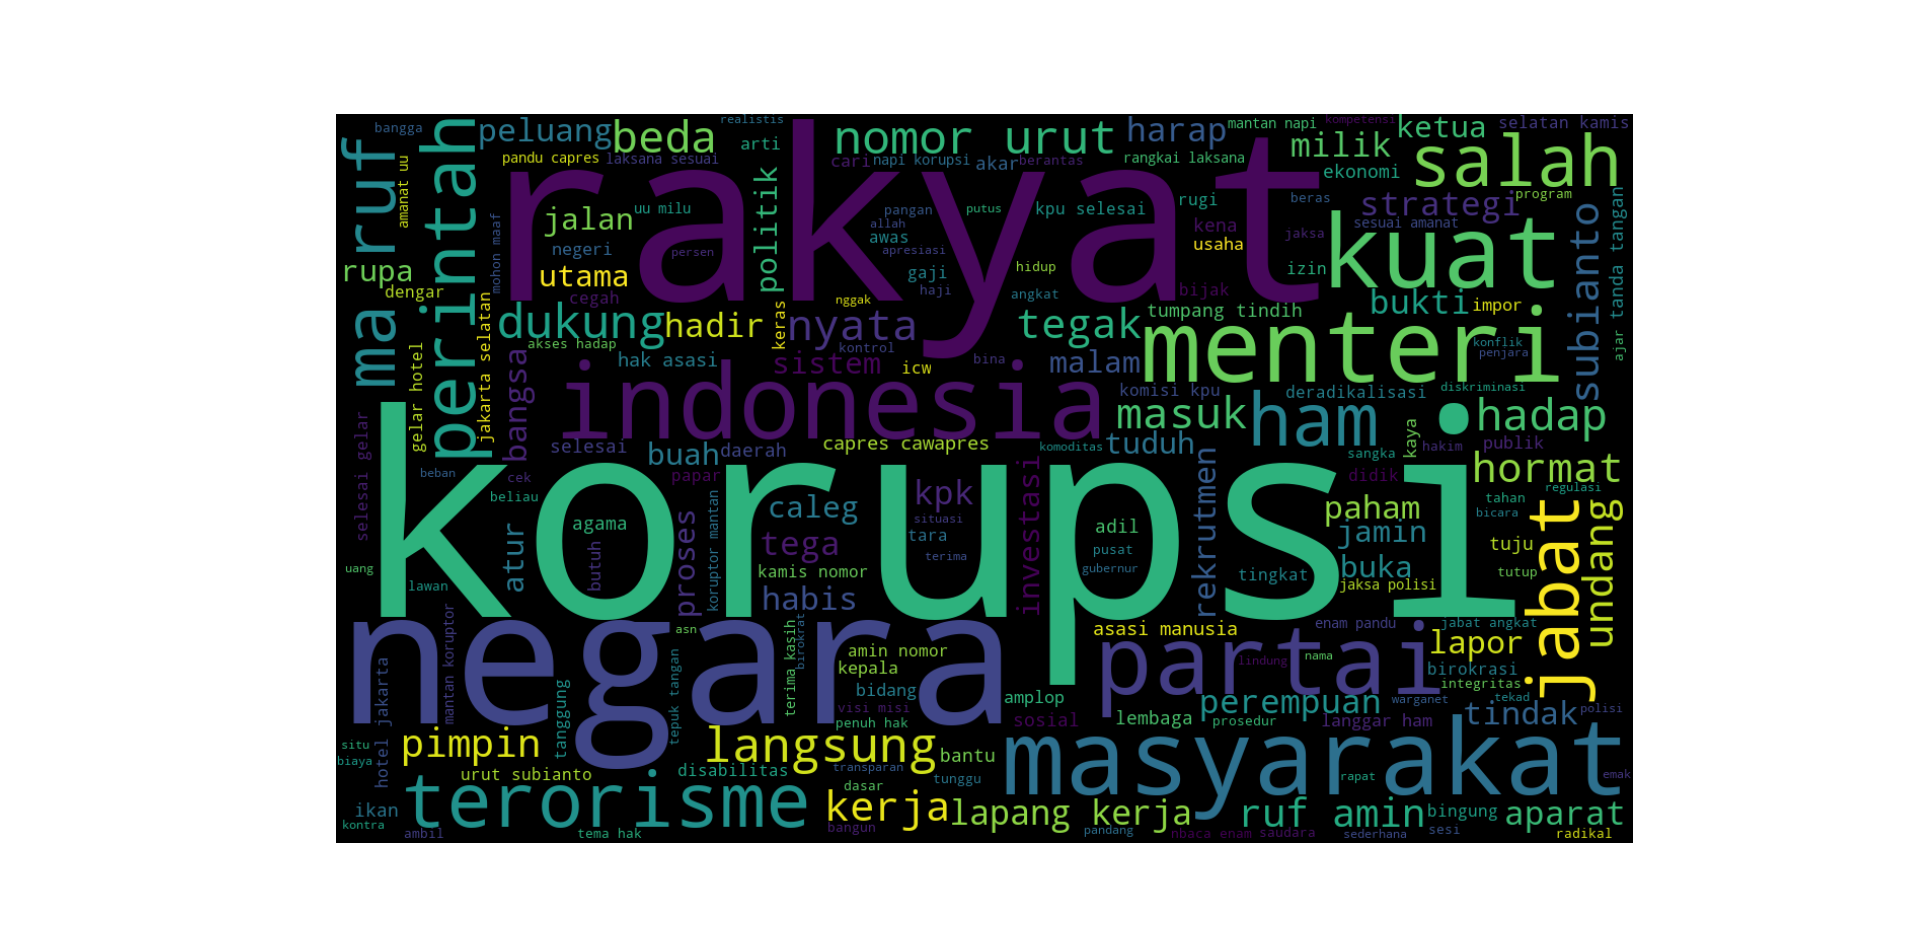 korupsi
rakyat
negara
indonesia
masyarakat
menteri
partai
kuat
terorisme
perintah
salah
jabat
ma ruf
ham
langsung
nomor urut
beda
dukung
peluang
harap
milik
ketua
selatan kamis
mantan napi
kompetensi
realistis
bangga
arti
pandu capres
laksana sesuai
cari
napi korupsi
akar
berantas
rangkai laksana
ekonomi
amanat uu
politik
jalan
uu milu
pangan
putus
kpu selesai
rugi
beras
strategi
program
allah
awas
apresiasi
kena
usaha
jaksa
sesuai amanat
subianto
tanda tangan
mohon maaf
negeri
persen
rupa
utama
gaji
hidup
izin
dengar
cegah
haji
angkat
bijak
nggak
bukti
impor
jakarta selatan
hadir
keras
nyata
tegak
tumpang tindih
akses hadap
kontrol
konflik
penjara
ajar
hak asasi
sistem
icw
bina
malam
gelar hotel
bangsa
komisi kpu
deradikalisasi
diskriminasi
masuk
hadap
selesai gelar
selesai
buah
daerah
capres cawapres
komoditas
tuduh
sangka
kaya
hakim
publik
beban
cek
papar
didik
hormat
beliau
caleg
kpk
investasi
rekrutmen
paham
tahan
regulasi
bicara
situasi
agama
atur
butuh
proses
koruptor mantan
tega
tara
adil
jamin
tuju
undang
terima
pusat
uang
lawan
kamis nomor
gubernur
tingkat
buka
tutup
jaksa polisi
habis
asn
terima kasih
birokrat
asasi manusia
enam pandu
jabat angkat
mantan koruptor
amin nomor
lapor
kepala
lindung
nama
birokrasi
hotel jakarta
tepuk tangan
bidang
integritas
tanggung
visi misi
amplop
perempuan
warganet
tekad
polisi
penuh hak
sosial
lembaga
prosedur
langgar ham
tindak
pimpin
situ
biaya
bantu
urut subianto
disabilitas
transparan
tunggu
rapat
emak
dasar
ikan
kerja
lapang kerja
ruf amin
bingung
aparat
kontra
ambil
tema hak
bangun
pandang
nbaca enam saudara
sederhana
sesi
radikal